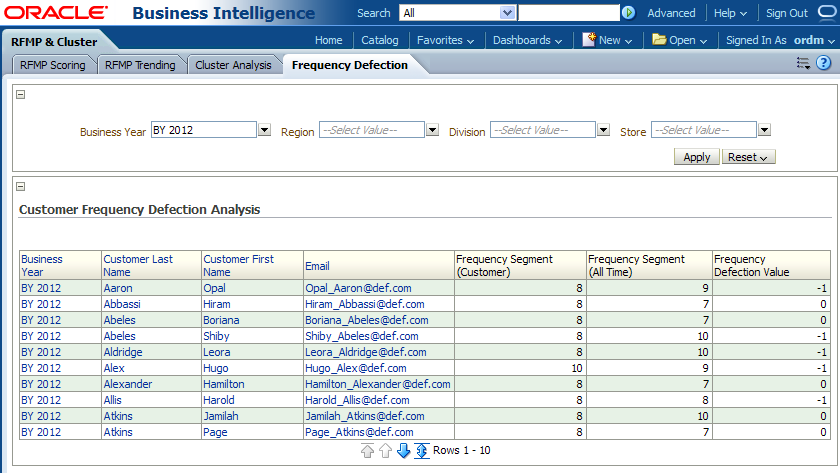 ORACLE Business Intelligence Search All Advanced Help Sign Out
RFMP & Cluster Home Catalog Favorites Dashboards New Open Signed In As ordm
RFMP Scoring RFMP Trending Cluster Analysis Frequency Defection
Business Year BY 2012 Region --Select Value-- Division --Select Value-- Store --Select Value--
Apply Reset
Customer Frequency Defection Analysis
Business Year Customer Last Name Customer First Name Email Frequency Segment (Customer) Frequency Segment (All Time) Frequency Defection Value
BY 2012 Aaron Opal Opal_Aaron@def.com 8 9 -1
BY 2012 Abbassi Hiram Hiram_Abbassi@def.com 8 7 0
BY 2012 Abeles Boriana Boriana_Abeles@def.com 8 7 0
BY 2012 Abeles Shiby Shiby_Abeles@def.com 8 10 -1
BY 2012 Aldridge Leora Leora_Aldridge@def.com 8 10 -1
BY 2012 Alex Hugo Hugo_Alex@def.com 10 9 -1
BY 2012 Alexander Hamilton Hamilton_Alexander@def.com 8 7 0
BY 2012 Allis Harold Harold_Allis@def.com 8 8 -1
BY 2012 Atkins Jamilah Jamilah_Atkins@def.com 8 10 0
BY 2012 Atkins Page Page_Atkins@def.com 8 7 0
Rows 1 - 10